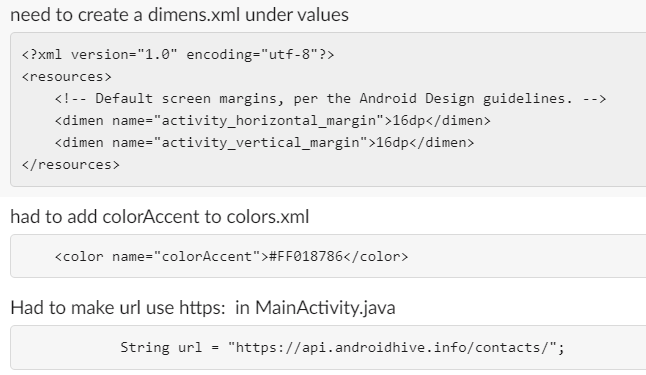 need to create a dimens.xml under values
<?xml version="1.0" encoding="utf-8"?>
<resources>
    <!-- Default screen margins, per the Android Design guidelines. -->
    <dimen name="activity_horizontal_margin">16dp</dimen>
    <dimen name="activity_vertical_margin">16dp</dimen>
</resources>
had to add colorAccent to colors.xml
    <color name="colorAccent">#FF018786</color>
Had to make url use https:  in MainActivity.java
            String url = "https://api.androidhive.info/contacts/";